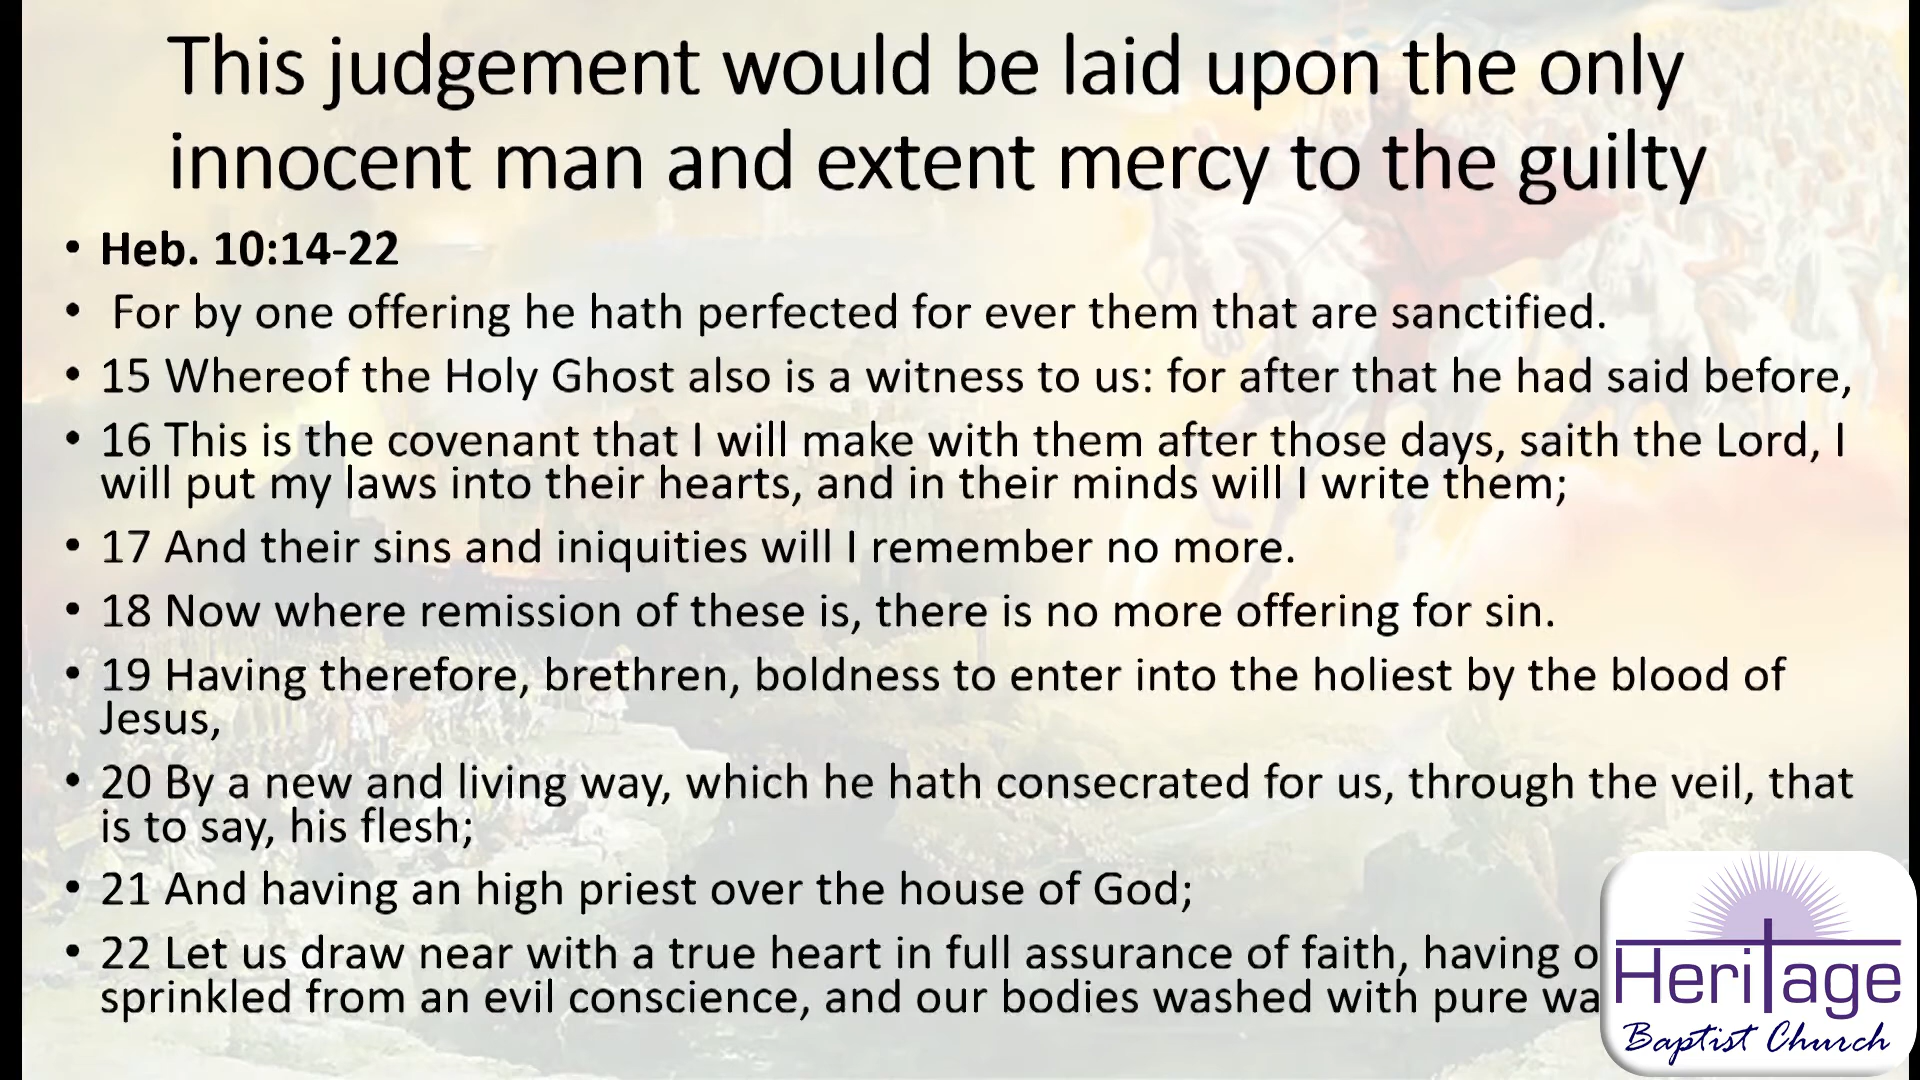 This judgement would be laid upon the only
innocent man and extent mercy to the guilty
• Heb. 10:14-22
• For by one offering he hath perfected for ever them that are sanctified.
• 15 Whereof the Holy Ghost also is a witness to us: for after that he had said before,
• 16 This is the covenant that I will make with them after those days, saith the Lord, I
will put my laws into their hearts, and in their minds will I write them;
• 17 And their sins and iniquities will I remember no more.
• 18 Now where remission of these is, there is no more offering for sin.
• 19 Having therefore, brethren, boldness to enter into the holiest by the blood of
Jesus,
• 20 By a new and living way, which he hath consecrated for us, through the veil, that
is to say, his flesh;
• 21 And having an high priest over the house of God;
• 22 Let us draw near with a true heart in full assurance of faith, having
sprinkled from an evil conscience, and our bodies washed with pure
Heritage
Baptist Church